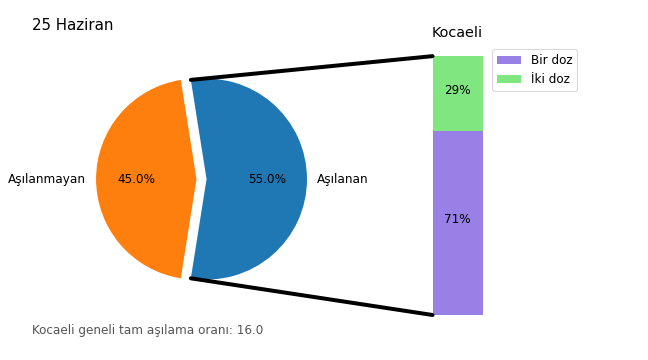 25 Haziran
Kocaeli
Bir doz
İki doz
29%
Aşılanmayan
45.0%
55.0%
Aşılanan
71%
Kocaeli geneli tam aşılama oranı: 16.0